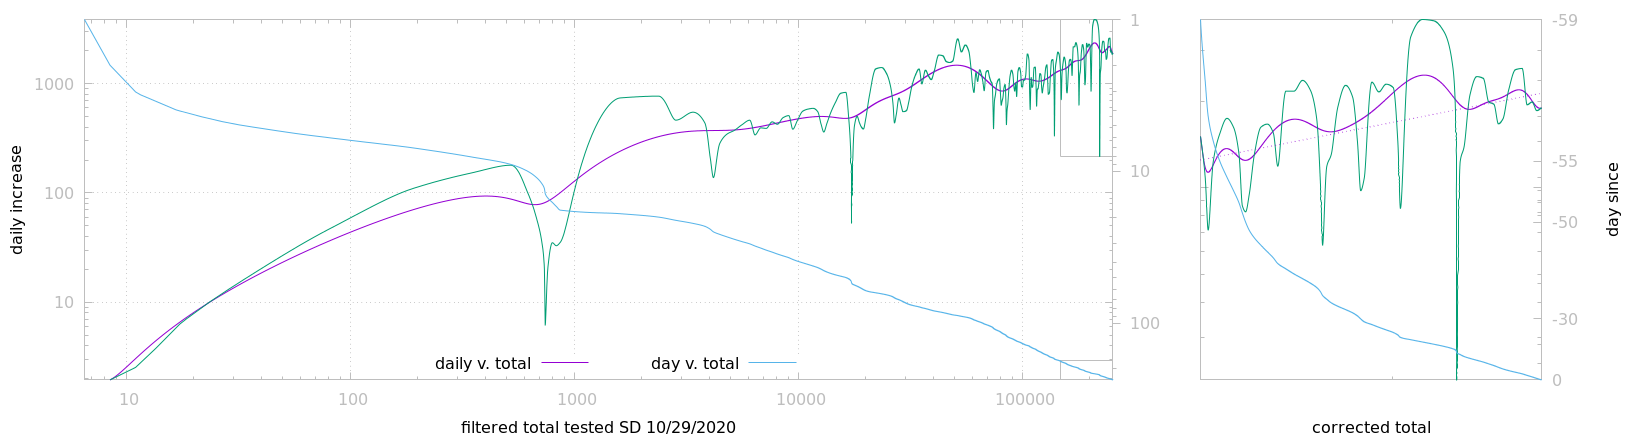 daily increase
1000
100
10
10
100
1000
10000
100000
1
10
100
daily v. total
day v. total
filtered total tested SD 10/29/2020
-59
-55
-50
-30
0
day since
corrected total